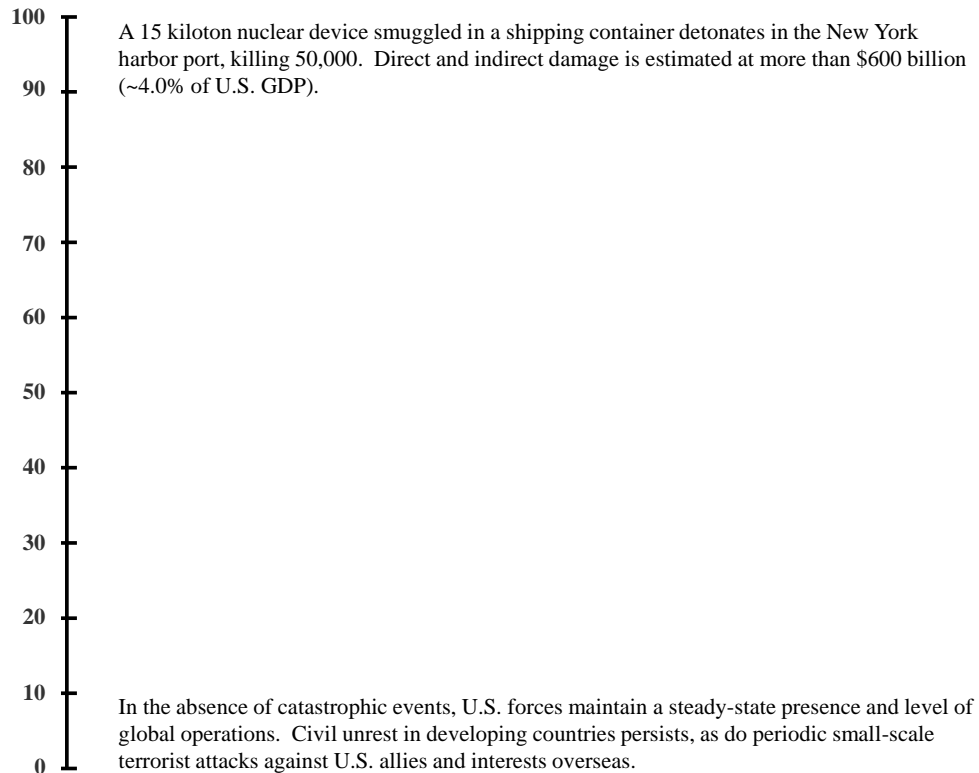 100
A 15 kiloton nuclear device smuggled in a shipping container detonates in the New York
harbor port, killing 50,000.  Direct and indirect damage is estimated at more than $600 billion
90
(~4.0% of U.S. GDP).
80
70
60
50
40
30
20
10
In the absence of catastrophic events, U.S. forces maintain a steady-state presence and level of
global operations.  Civil unrest in developing countries persists, as do periodic small-scale
terrorist attacks against U.S. allies and interests overseas.
0